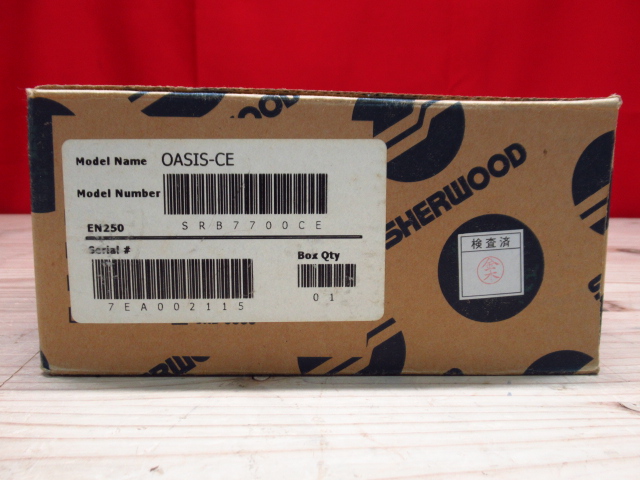 Model Name OASIS-CE
Model Number
SRB7700CE
EN250
Serial #
7EA002115
Box Qty
01
SHERWOOD
検査済